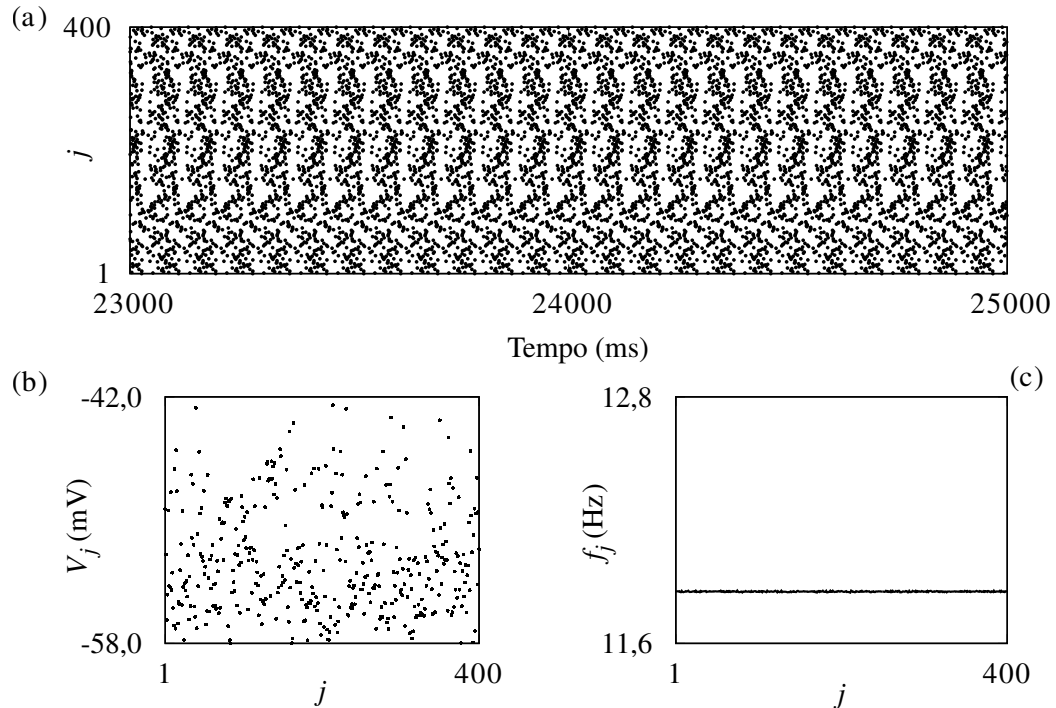 (a)
400
j
1
23000 24000 25000
Tempo (ms)
(b)
-42,0
V_j (mV)
-58,0
1 400
j
(c)
12,8
f_j (Hz)
11,6
1 400
j